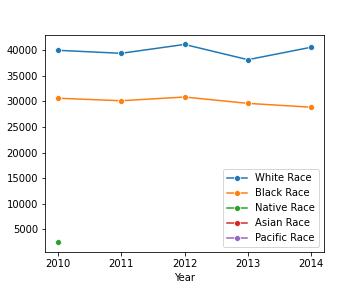 40000
35000
30000
25000
20000
15000
10000
5000
White Race
Black Race
Native Race
Asian Race
Pacific Race
2010 2011 2012 2013 2014
Year